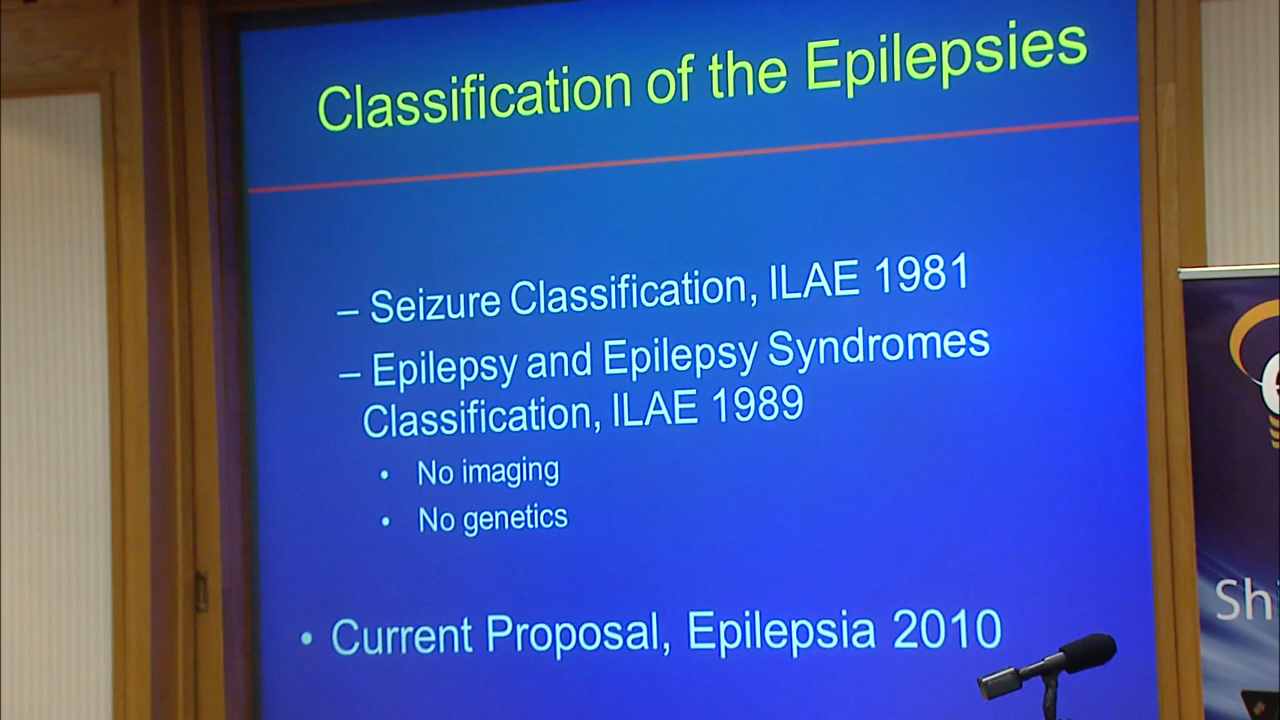 Classification of the Epilepsies
– Seizure Classification, ILAE 1981
– Epilepsy and Epilepsy Syndromes
Classification, ILAE 1989
• No imaging
• No genetics
• Current Proposal, Epilepsia 2010
Sh